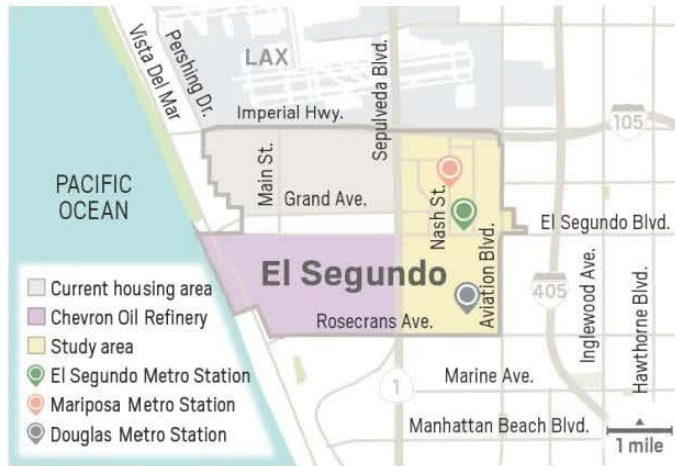 LAX
Vista Del Mar
Pershing Dr.
Imperial Hwy.
Sepulveda Blvd.
105
PACIFIC
OCEAN
Main St.
Grand Ave.
Nash St.
El Segundo Blvd.
El Segundo
Aviation Blvd.
405
Inglewood Ave.
Hawthorne Blvd.
Rosecrans Ave.
1
Marine Ave.
Manhattan Beach Blvd.
1 mile
Current housing area
Chevron Oil Refinery
Study area
El Segundo Metro Station
Mariposa Metro Station
Douglas Metro Station